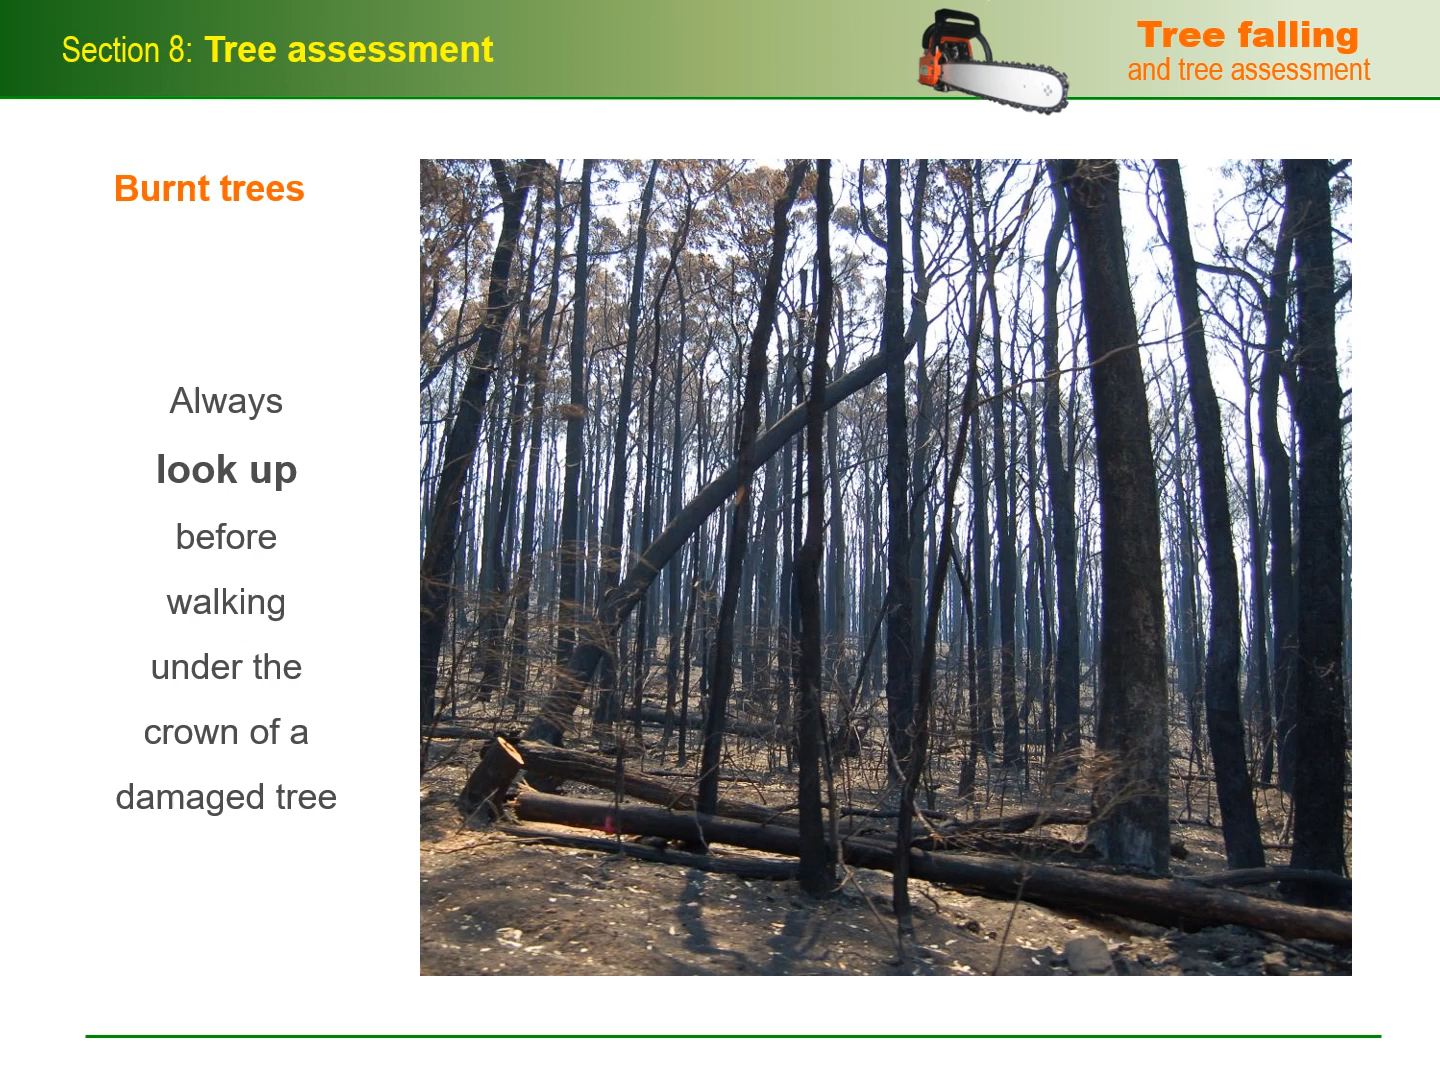 Section 8: Tree assessment
Tree falling
and tree assessment
Burnt trees
Always
look up
before
walking
under the
crown of a
damaged tree